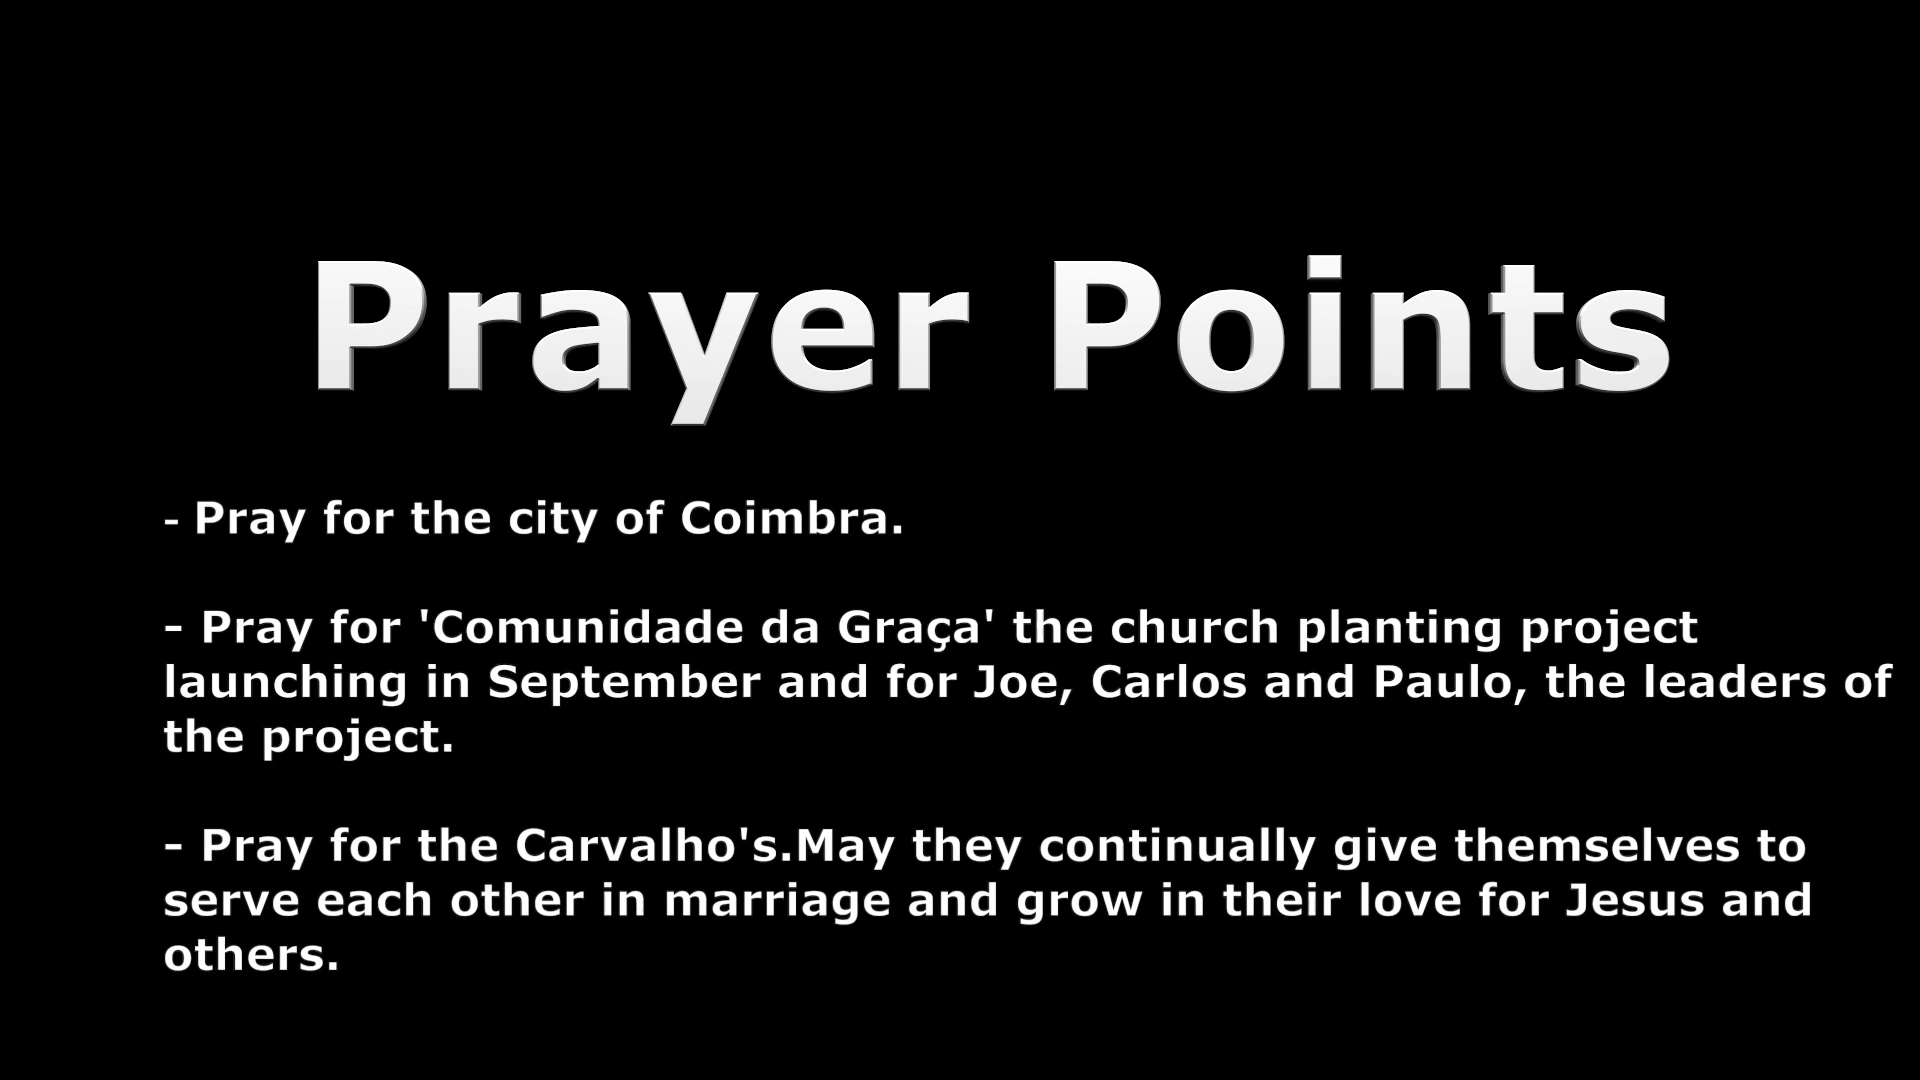 Prayer Points
- Pray for the city of Coimbra.
- Pray for 'Comunidade da Graça' the church planting project
launching in September and for Joe, Carlos and Paulo, the leaders of
the project.
- Pray for the Carvalho's.May they continually give themselves to
serve each other in marriage and grow in their love for Jesus and
others.